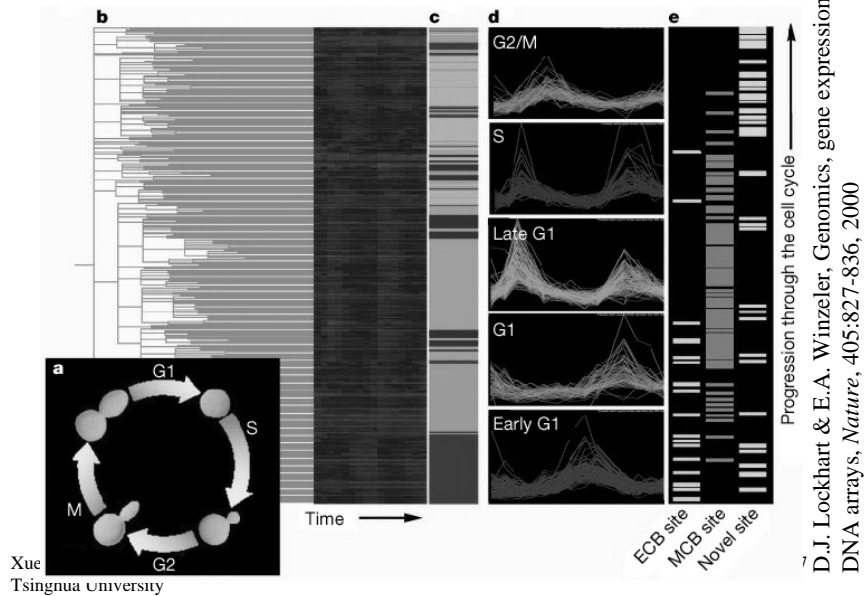 b
c
d
e
G2/M
S
Late G1
G1
Early G1
a
G1
S
G2
M
Time
ECB site
MCB site
Novel site
Progression through the cell cycle
D.J. Lockhart & E.A. Winzeler, Genomics, gene expression
DNA arrays, Nature, 405:827-836, 2000
Xue
Tsinghua University